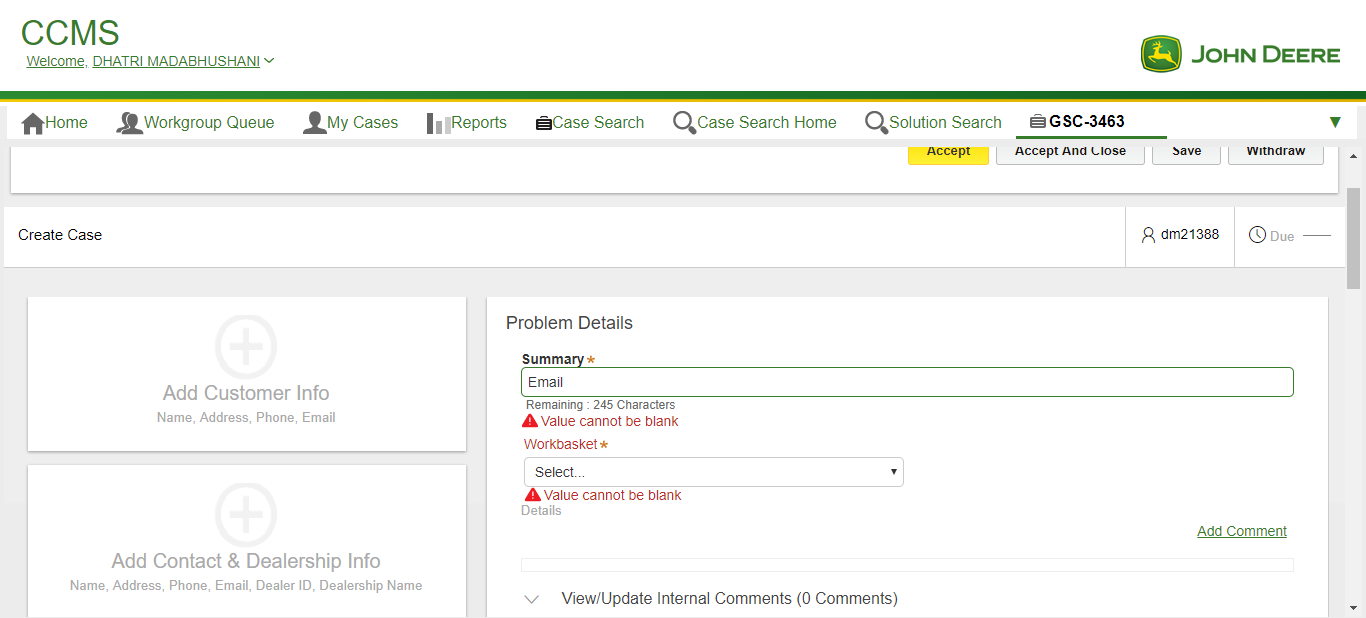 CCMS
Welcome, DHATRI MADABHUSHANI
JOHN DEERE
Home Workgroup Queue My Cases Reports Case Search Case Search Home Solution Search GSC-3463
Accept Accept And Close Save Withdraw
Create Case dm21388 Due
Add Customer Info
Name, Address, Phone, Email
Add Contact & Dealership Info
Name, Address, Phone, Email, Dealer ID, Dealership Name
Problem Details
Summary*
Email
Remaining : 245 Characters
Value cannot be blank
Workbasket*
Select...
Value cannot be blank
Details
Add Comment
View/Update Internal Comments (0 Comments)